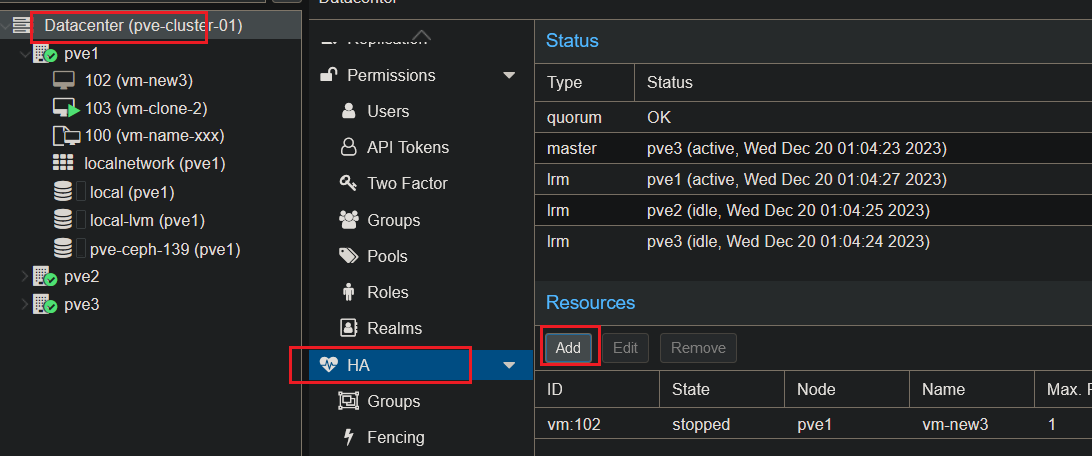 Datacenter (pve-cluster-01)
pve1
102 (vm-new3)
103 (vm-clone-2)
100 (vm-name-xxx)
localnetwork (pve1)
local (pve1)
local-lvm (pve1)
pve-ceph-139 (pve1)
pve2
pve3
Datacenter
Replication
Permissions
Users
API Tokens
Two Factor
Groups
Pools
Roles
Realms
HA
Groups
Fencing
Status
Type Status
quorum OK
master pve3 (active, Wed Dec 20 01:04:23 2023)
lrm pve1 (active, Wed Dec 20 01:04:27 2023)
lrm pve2 (idle, Wed Dec 20 01:04:25 2023)
lrm pve3 (idle, Wed Dec 20 01:04:24 2023)
Resources
Add Edit Remove
ID State Node Name Max.
vm:102 stopped pve1 vm-new3 1